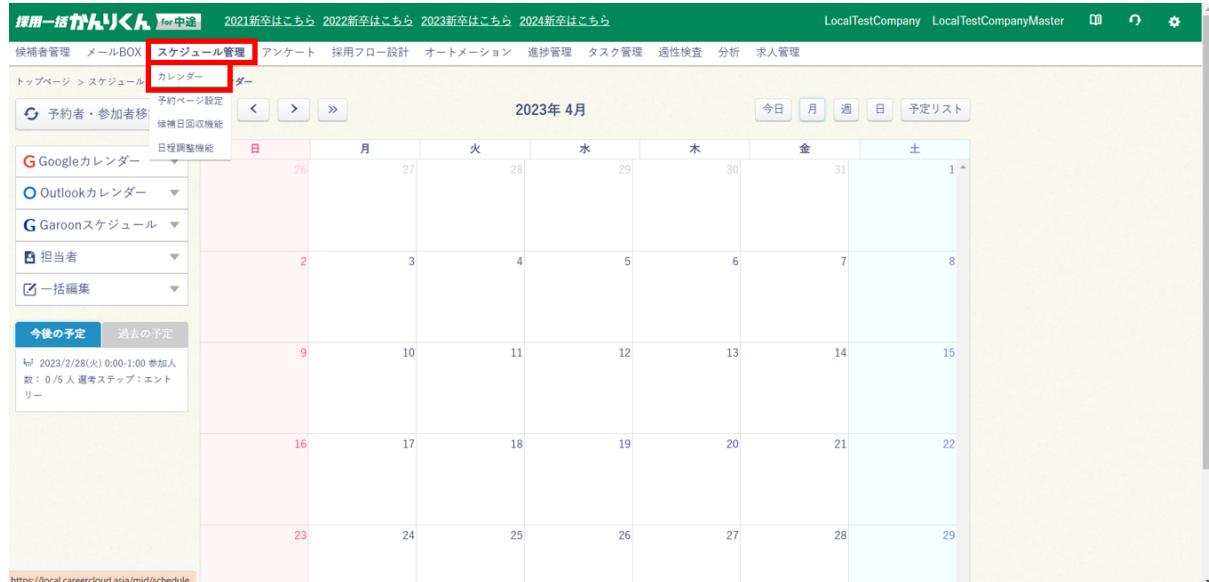 採用一括かんりくん for中途 2021新卒はこちら 2022新卒はこちら 2023新卒はこちら 2024新卒はこちら LocalTestCompany LocalTestCompanyMaster
候補者管理 メールBOX スケジュール管理 アンケート 採用フロー設計 オートメーション 進捗管理 タスク管理 適性検査 分析 求人管理
トップページ > スケジュール ダー
カレンダー
予約ページ設定
候補日回収機能
日程調整機能
予約者・参加者移
< > » 2023年 4月 今日 月 週 日 予定リスト
日 月 火 水 木 金 土
Googleカレンダー
Outlookカレンダー
Garoonスケジュール
担当者
一括編集
今後の予定 過去の予定
2023/2/28(火) 0:00-1:00 参加人
数: 0 /5 人 選考ステップ:エント
リー
26 27 28 29 30 31 1
2 3 4 5 6 7 8
9 10 11 12 13 14 15
16 17 18 19 20 21 22
23 24 25 26 27 28 29
https://local.careercloud.asia/mid/schedule